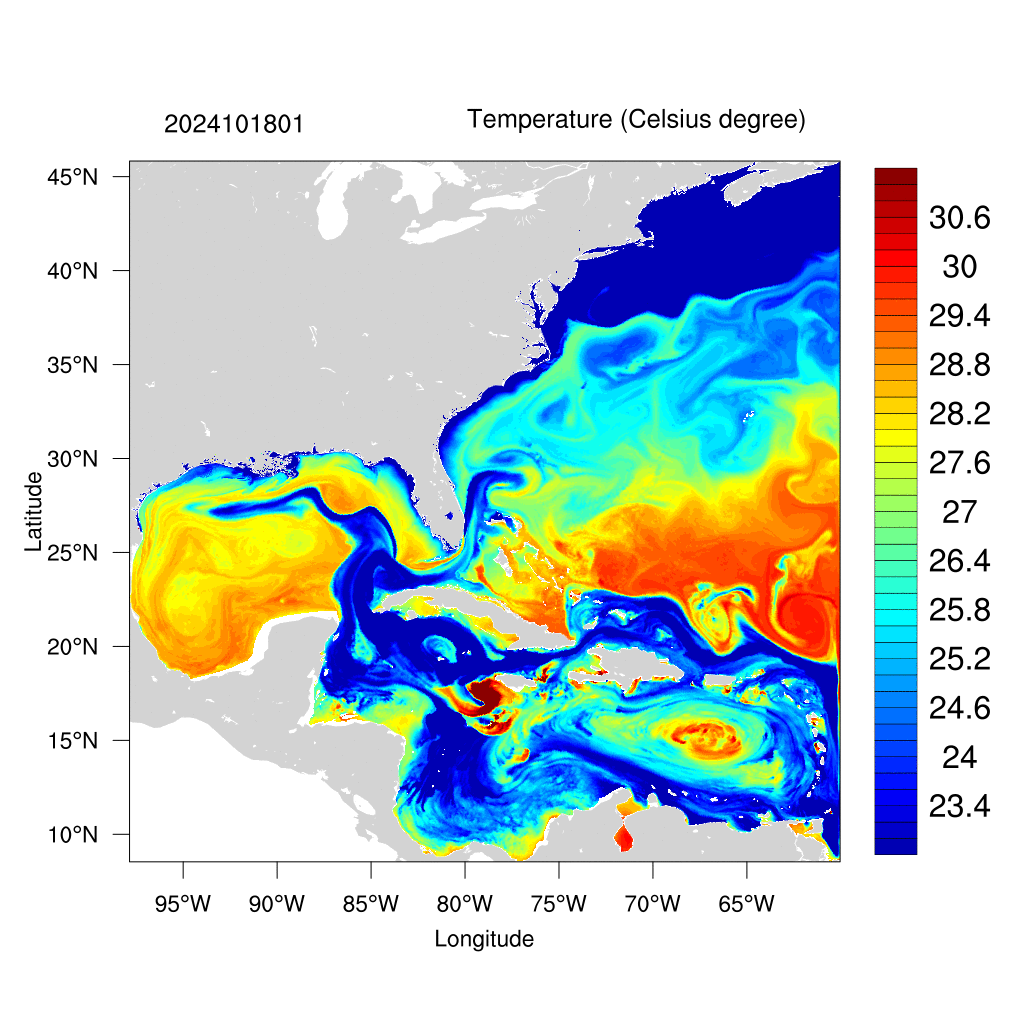 2024101801
Temperature (Celsius degree)
45°N
40°N
35°N
30°N
25°N
20°N
15°N
10°N
Latitude
95°W 90°W 85°W 80°W 75°W 70°W 65°W
Longitude
30.6
30
29.4
28.8
28.2
27.6
27
26.4
25.8
25.2
24.6
24
23.4